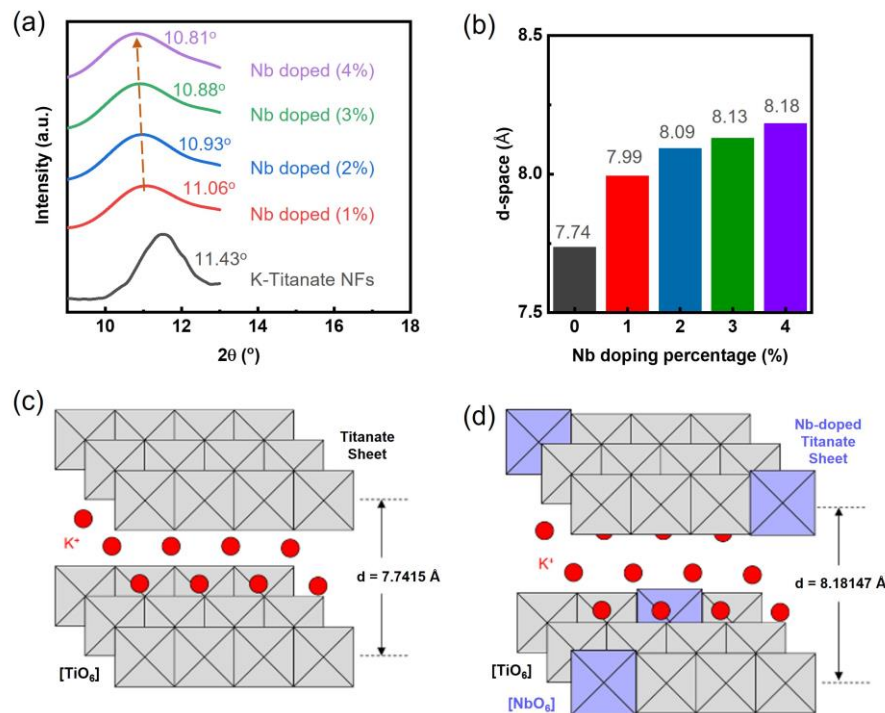 (a)
Intensity (a.u.)
10.81°
Nb doped (4%)
10.88°
Nb doped (3%)
10.93°
Nb doped (2%)
11.06°
Nb doped (1%)
11.43°
K-Titanate NFs
10 12 14 16 18
2θ (°)
(b)
d-space (Å)
8.5
8.0
7.5
7.74
7.99
8.09
8.13
8.18
0 1 2 3 4
Nb doping percentage (%)
(c)
Titanate
Sheet
K⁺
d = 7.7415 Å
[TiO₆]
(d)
Nb-doped
Titanate
Sheet
K⁺
d = 8.18147 Å
[TiO₆]
[NbO₆]